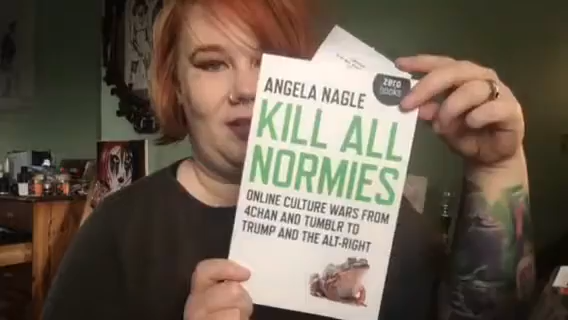 ANGELA NAGLE
zero
books
KILL ALL
NORMIES
ONLINE CULTURE WARS FROM
4CHAN AND TUMBLR TO
TRUMP AND THE ALT-RIGHT